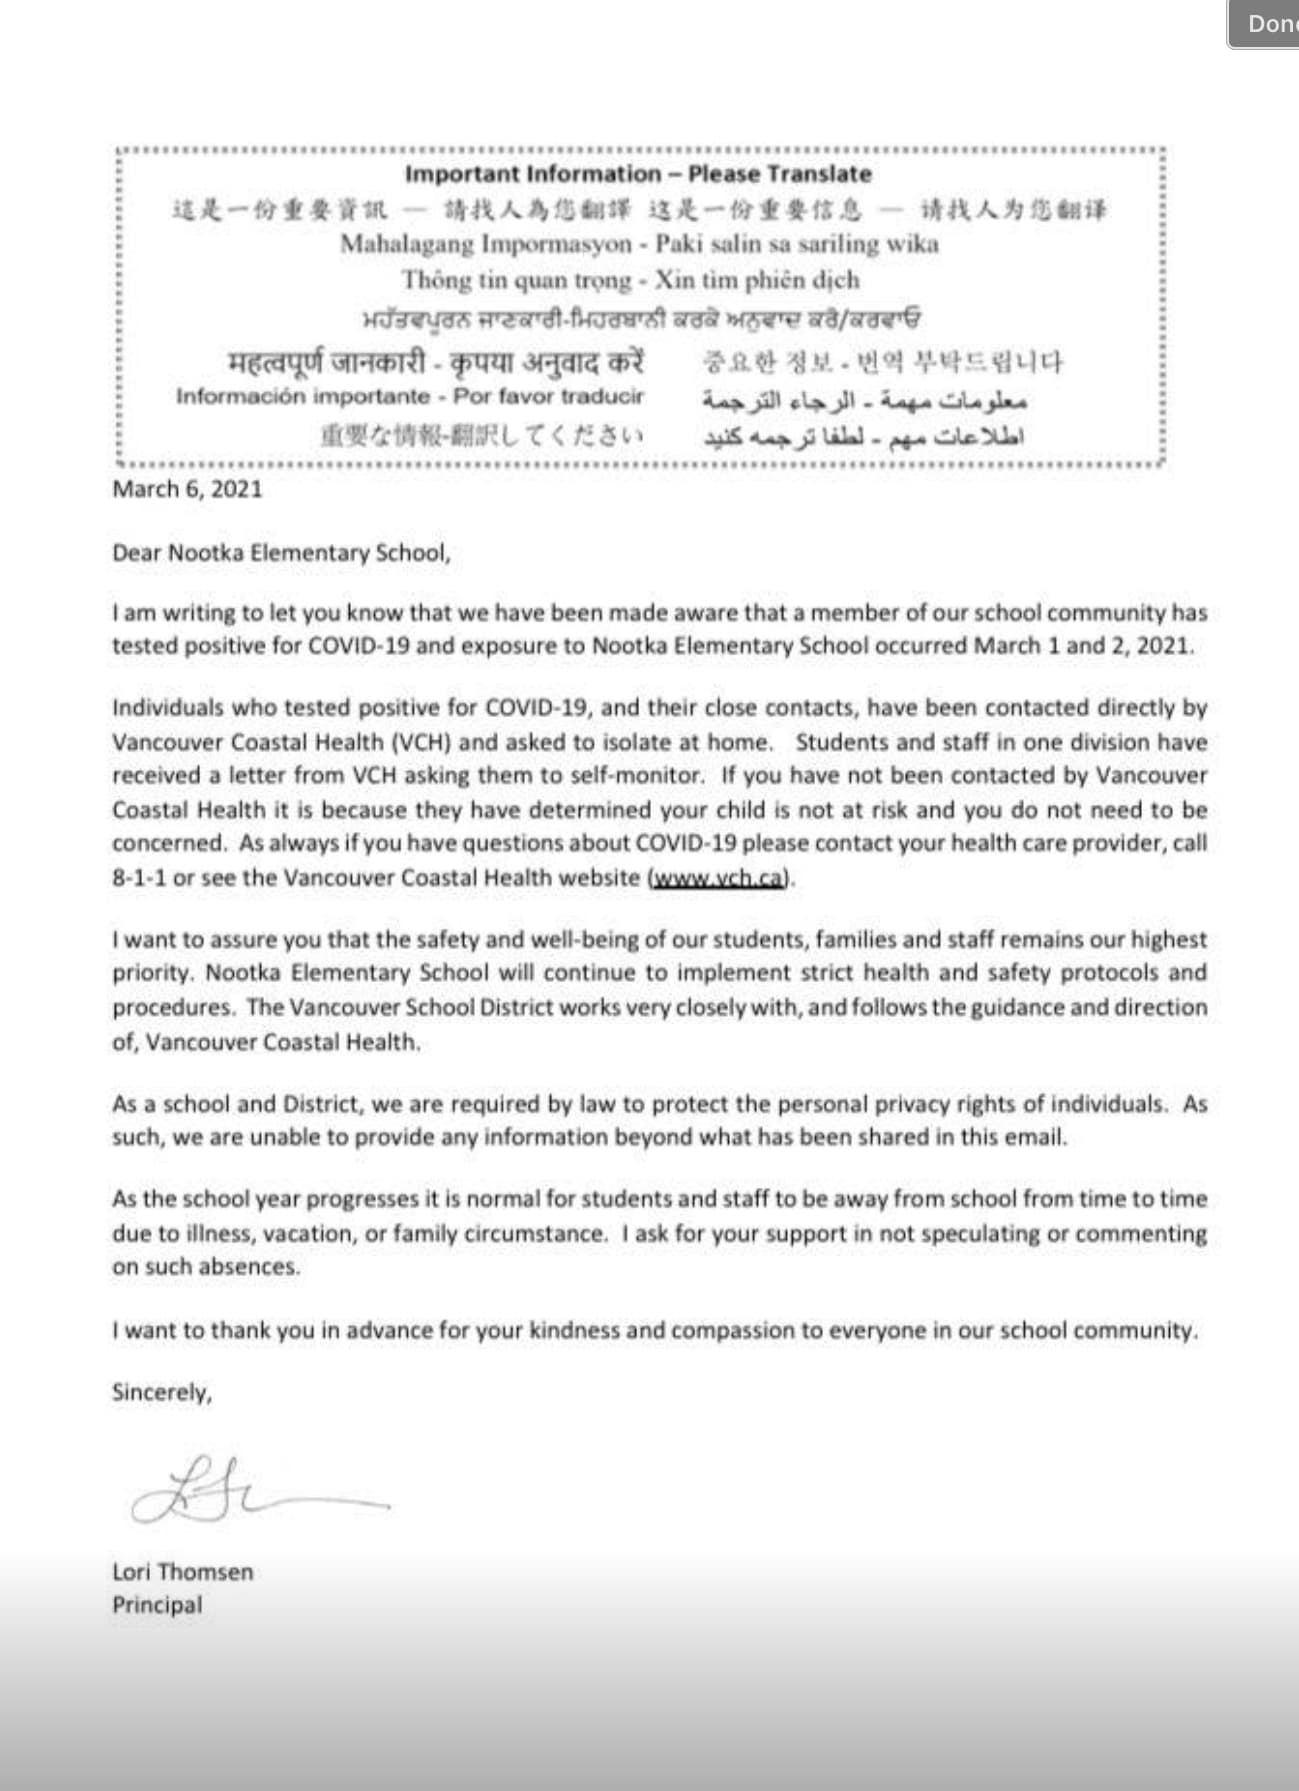 Done
Important Information – Please Translate
這是一份重要資訊 — 請找人為您翻譯 这是一份重要信息 — 请找人为您翻译
Mahalagang Impormasyon - Paki salin sa sariling wika
Thông tin quan trọng - Xin tìm phiên dịch
ਮਹੱਤਵਪੂਰਨ ਜਾਣਕਾਰੀ-ਮਿਹਰਬਾਨੀ ਕਰਕੇ ਅਨੁਵਾਦ ਕਰੋ/ਕਰਵਾਓ
महत्वपूर्ण जानकारी - कृपया अनुवाद करें 중요한 정보 - 번역 부탁드립니다
Información importante - Por favor traducir معلومات مهمة - الرجاء الترجمة
重要な情報-翻訳してください اطلاعات مهم - لطفا ترجمه کنید
March 6, 2021
Dear Nootka Elementary School,
I am writing to let you know that we have been made aware that a member of our school community has
tested positive for COVID-19 and exposure to Nootka Elementary School occurred March 1 and 2, 2021.
Individuals who tested positive for COVID-19, and their close contacts, have been contacted directly by
Vancouver Coastal Health (VCH) and asked to isolate at home. Students and staff in one division have
received a letter from VCH asking them to self-monitor. If you have not been contacted by Vancouver
Coastal Health it is because they have determined your child is not at risk and you do not need to be
concerned. As always if you have questions about COVID-19 please contact your health care provider, call
8-1-1 or see the Vancouver Coastal Health website (www.vch.ca).
I want to assure you that the safety and well-being of our students, families and staff remains our highest
priority. Nootka Elementary School will continue to implement strict health and safety protocols and
procedures. The Vancouver School District works very closely with, and follows the guidance and direction
of, Vancouver Coastal Health.
As a school and District, we are required by law to protect the personal privacy rights of individuals. As
such, we are unable to provide any information beyond what has been shared in this email.
As the school year progresses it is normal for students and staff to be away from school from time to time
due to illness, vacation, or family circumstance. I ask for your support in not speculating or commenting
on such absences.
I want to thank you in advance for your kindness and compassion to everyone in our school community.
Sincerely,
Lori Thomsen
Principal